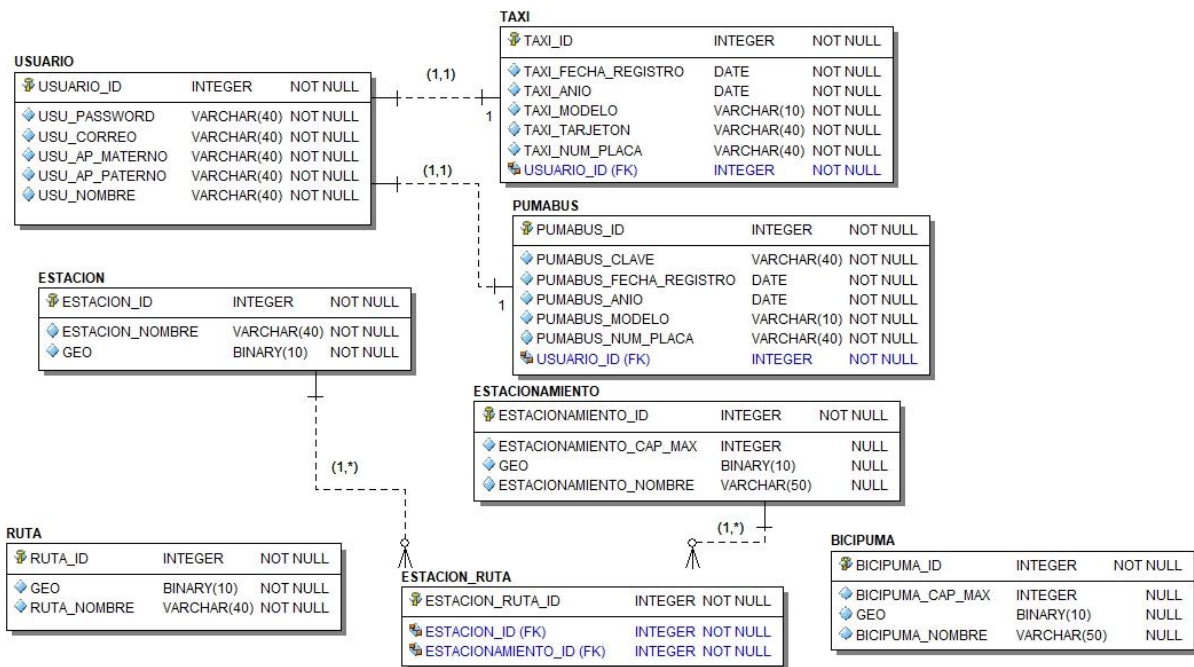 USUARIO
USUARIO_ID INTEGER NOT NULL
USU_PASSWORD VARCHAR(40) NOT NULL
USU_CORREO VARCHAR(40) NOT NULL
USU_AP_MATERNO VARCHAR(40) NOT NULL
USU_AP_PATERNO VARCHAR(40) NOT NULL
USU_NOMBRE VARCHAR(40) NOT NULL
(1,1)
1
TAXI
TAXI_ID INTEGER NOT NULL
TAXI_FECHA_REGISTRO DATE NOT NULL
TAXI_ANIO DATE NOT NULL
TAXI_MODELO VARCHAR(10) NOT NULL
TAXI_TARJETON VARCHAR(40) NOT NULL
TAXI_NUM_PLACA VARCHAR(40) NOT NULL
USUARIO_ID (FK) INTEGER NOT NULL
(1,1)
1
PUMABUS
PUMABUS_ID INTEGER NOT NULL
PUMABUS_CLAVE VARCHAR(40) NOT NULL
PUMABUS_FECHA_REGISTRO DATE NOT NULL
PUMABUS_ANIO DATE NOT NULL
PUMABUS_MODELO VARCHAR(10) NOT NULL
PUMABUS_NUM_PLACA VARCHAR(40) NOT NULL
USUARIO_ID (FK) INTEGER NOT NULL
ESTACION
ESTACION_ID INTEGER NOT NULL
ESTACION_NOMBRE VARCHAR(40) NOT NULL
GEO BINARY(10) NOT NULL
(1,*)
ESTACIONAMIENTO
ESTACIONAMIENTO_ID INTEGER NOT NULL
ESTACIONAMIENTO_CAP_MAX INTEGER NULL
GEO BINARY(10) NULL
ESTACIONAMIENTO_NOMBRE VARCHAR(50) NULL
(1,*)
RUTA
RUTA_ID INTEGER NOT NULL
GEO BINARY(10) NOT NULL
RUTA_NOMBRE VARCHAR(40) NOT NULL
ESTACION_RUTA
ESTACION_RUTA_ID INTEGER NOT NULL
ESTACION_ID (FK) INTEGER NOT NULL
ESTACIONAMIENTO_ID (FK) INTEGER NOT NULL
BICIPUMA
BICIPUMA_ID INTEGER NOT NULL
BICIPUMA_CAP_MAX INTEGER NULL
GEO BINARY(10) NULL
BICIPUMA_NOMBRE VARCHAR(50) NULL